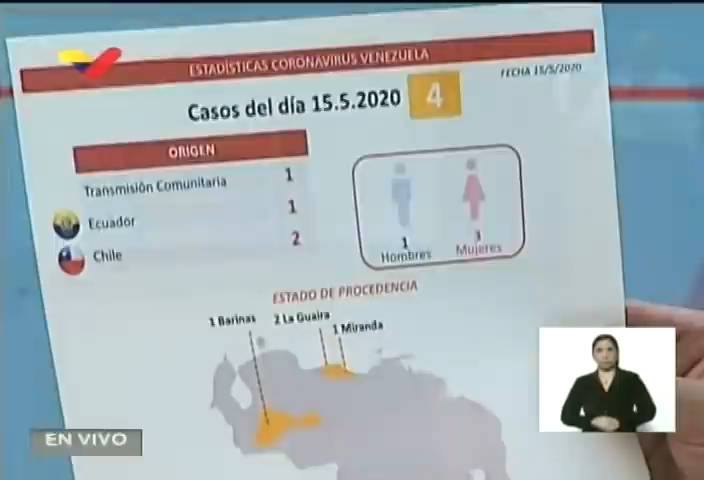 ESTADÍSTICAS CORONAVIRUS VENEZUELA
FECHA 15/5/2020
Casos del día 15.5.2020 4
ORIGEN
Transmisión Comunitaria 1
Ecuador 1
Chile 2
1 3
Hombres Mujeres
ESTADO DE PROCEDENCIA
1 Barinas 2 La Guaira 1 Miranda
EN VIVO